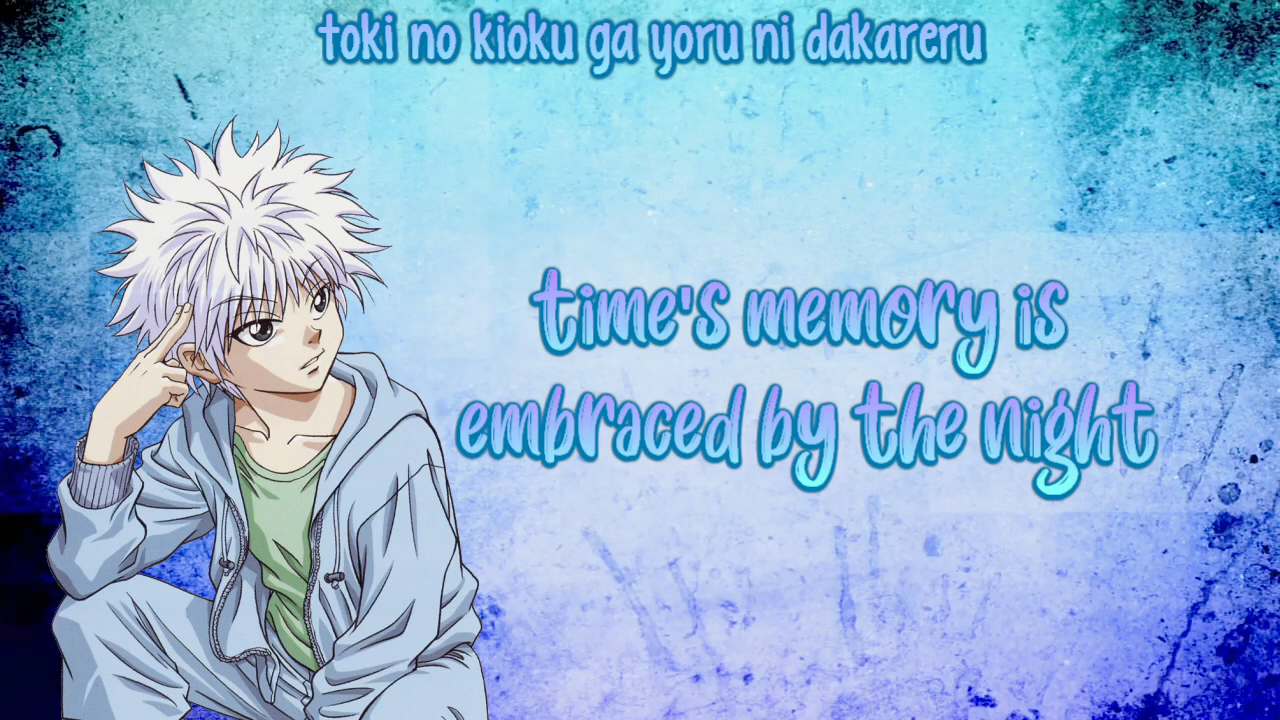 toki no kioku ga yoru ni dakareru
time's memory is
embraced by the night